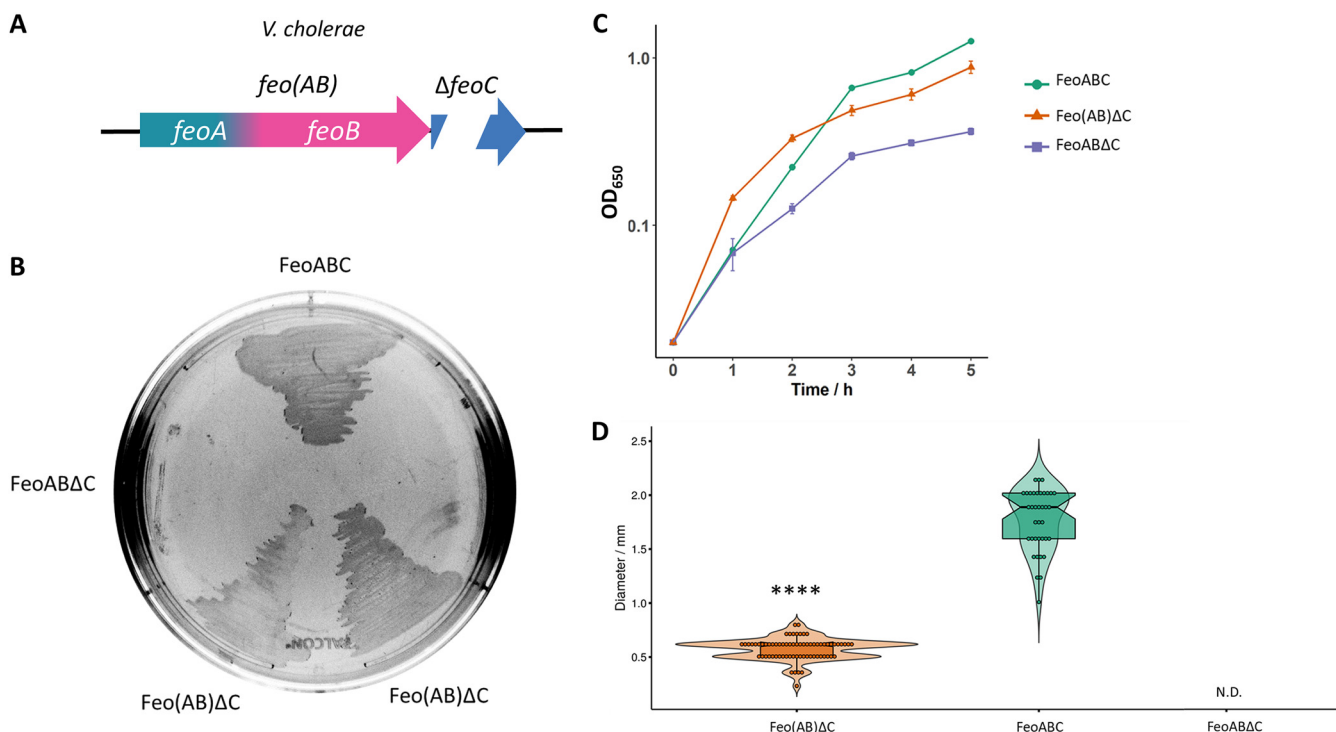 A
V. cholerae
feo(AB)
ΔfeoC
feoA
feoB
B
FeoABC
FeoABΔC
FALCON
Feo(AB)ΔC
Feo(AB)ΔC
C
OD650
1.0
0.1
0 1 2 3 4 5
Time / h
FeoABC
Feo(AB)ΔC
FeoABΔC
D
Diameter / mm
2.5
2.0
1.5
1.0
0.5
****
N.D.
Feo(AB)ΔC FeoABC FeoABΔC